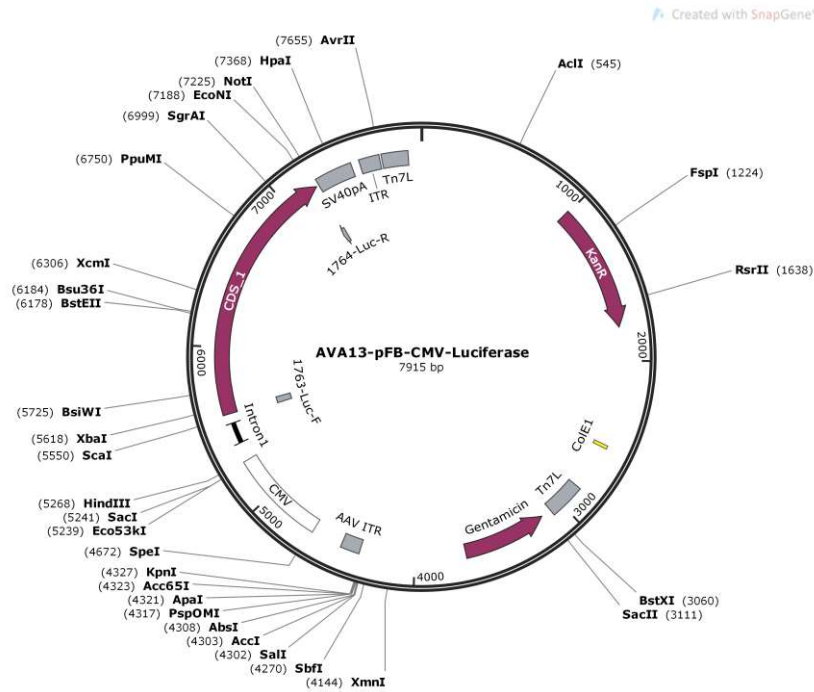 Created with SnapGene®
(7655) AvrII
(7368) HpaI
(7225) NotI
(7188) EcoNI
(6999) SgrAI
(6750) PpuMI
(6306) XcmI
(6184) Bsu36I
(6178) BstEII
(5725) BsiWI
(5618) XbaI
(5550) ScaI
(5268) HindIII
(5241) SacI
(5239) Eco53kI
(4672) SpeI
(4327) KpnI
(4323) Acc65I
(4321) ApaI
(4317) PspOMI
(4308) AbsI
(4303) AccI
(4302) SalI
(4270) SbfI
(4144) XmnI
AclI (545)
FspI (1224)
RsrII (1638)
BstXI (3060)
SacII (3111)
1000
2000
3000
4000
5000
6000
7000
SV40pA
ITR
Tn7L
1764-Luc-R
KanR
CDS_1
AVA13-pFB-CMV-Luciferase
7915 bp
1763-Luc-F
Intron1
CMV
AAV ITR
Gentamicin
Tn7L
ColE1